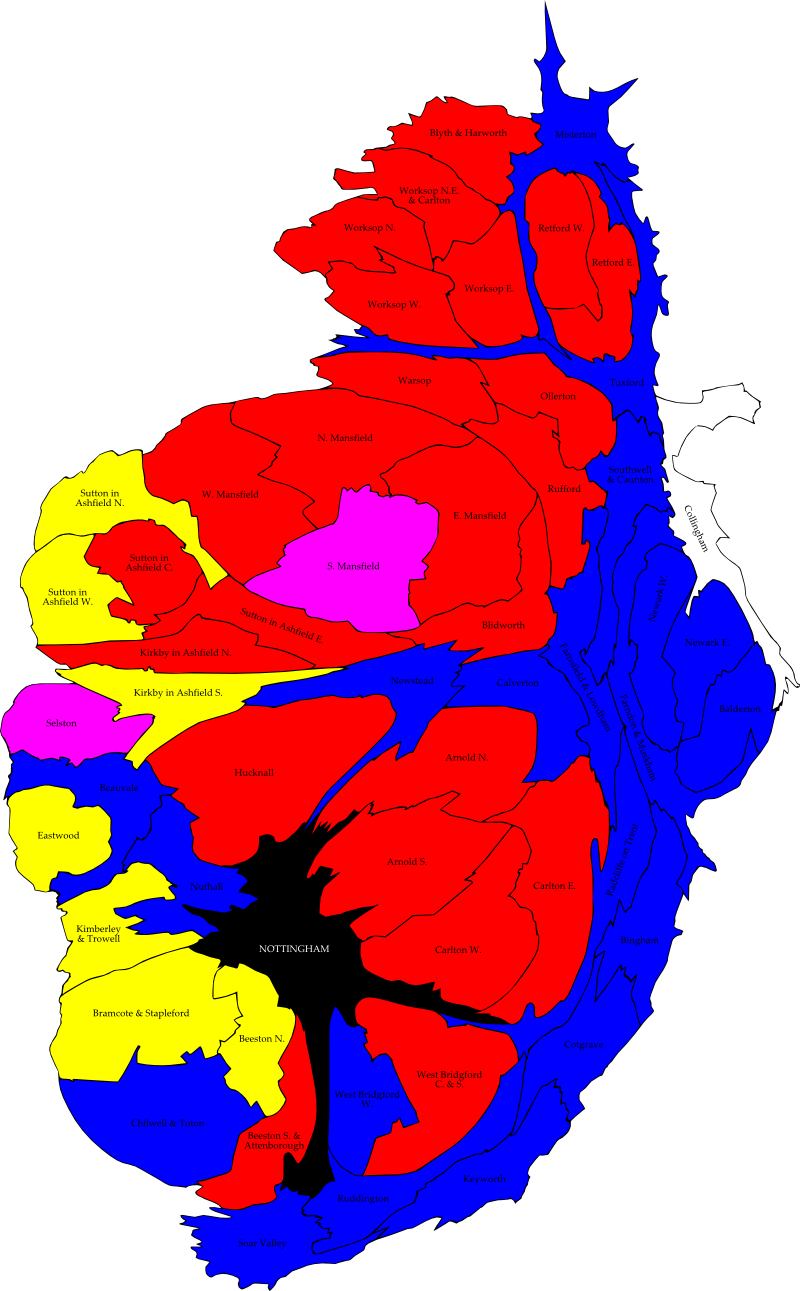 Misterton
Blyth & Harworth
Worksop N.E.
& Carlton
Worksop N.
Retford W.
Retford E.
Worksop E.
Worksop W.
Warsop
Tuxford
Ollerton
N. Mansfield
Southwell
& Caunton
W. Mansfield
Rufford
Sutton in
Ashfield N.
E. Mansfield
Collingham
S. Mansfield
Sutton in
Ashfield C.
Sutton in
Ashfield W.
Newark W.
Sutton in Ashfield E.
Blidworth
Newark E.
Kirkby in Ashfield N.
Newstead
Calverton
Kirkby in Ashfield S.
Farnsfield & Lowdham
Balderton
Selston
Farndon & Muskham
Arnold N.
Hucknall
Beauvale
Eastwood
Arnold S.
Radcliffe on Trent
Carlton E.
Nuthall
Kimberley
& Trowell
NOTTINGHAM
Carlton W.
Bingham
Bramcote & Stapleford
Beeston N.
Cotgrave
West Bridgford
C. & S.
West Bridgford
W.
Chilwell & Toton
Beeston S. &
Attenborough
Keyworth
Ruddington
Soar Valley